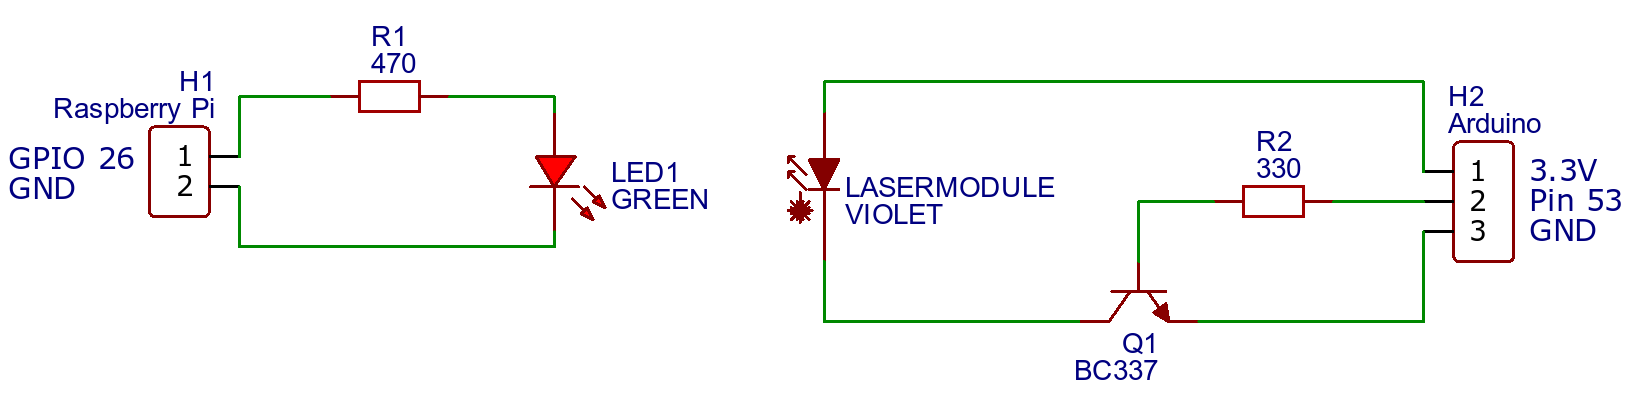 R1
470
H1
Raspberry Pi
GPIO 26
GND
1
2
LED1
GREEN
LASERMODULE
VIOLET
R2
330
Q1
BC337
H2
Arduino
1
2
3
3.3V
Pin 53
GND